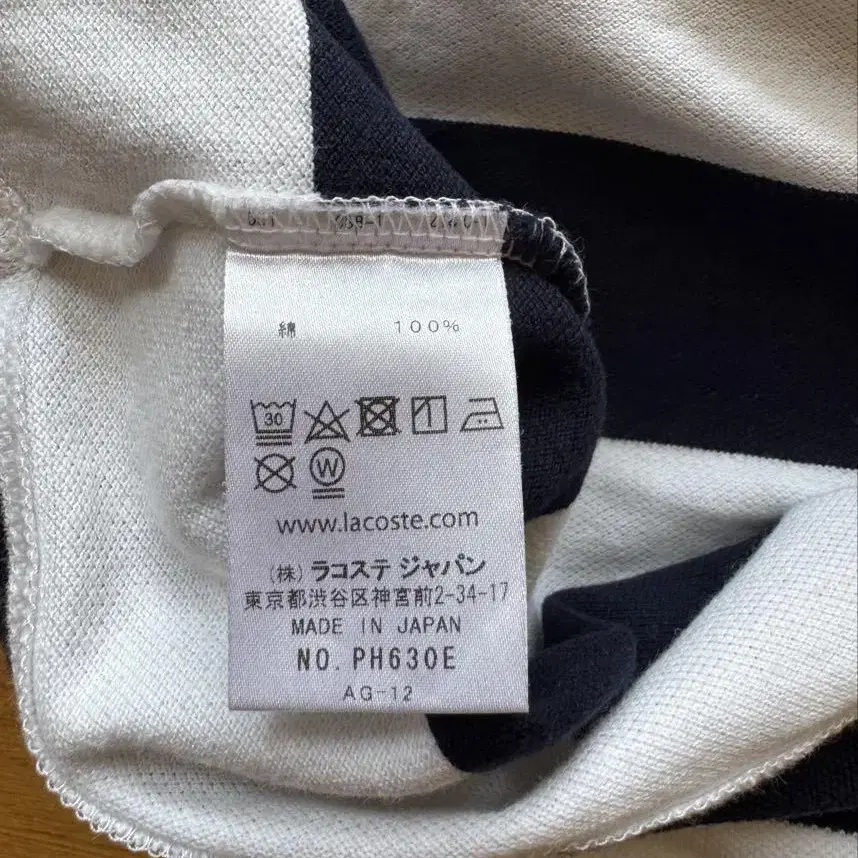 綿 100%
30
W
www.lacoste.com
(株) ラコステ ジャパン
東京都渋谷区神宮前2-34-17
MADE IN JAPAN
NO. PH630E
AG-12